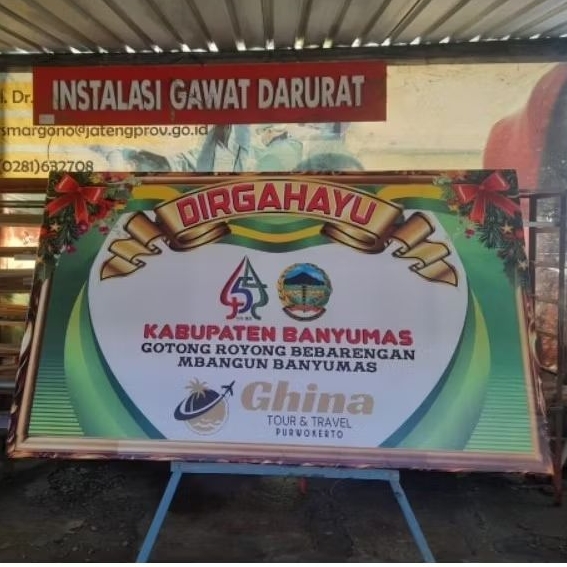 i. Dr.
INSTALASI GAWAT DARURAT
smargono@jatengprov.go.id
(0281)632708
DIRGAHAYU
KABUPATEN BANYUMAS
GOTONG ROYONG BEBARENGAN
MBANGUN BANYUMAS
Ghina
TOUR & TRAVEL
PURWOKERTO